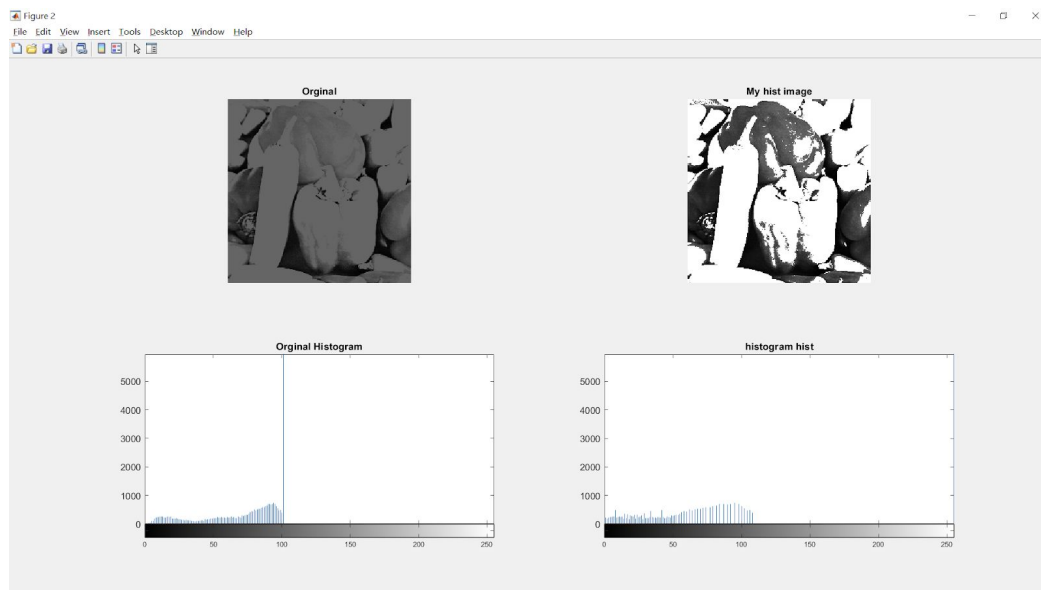 Figure 2
File Edit View Insert Tools Desktop Window Help
Orginal
My hist image
Orginal Histogram
5000
4000
3000
2000
1000
0
0 50 100 150 200 250
histogram hist
5000
4000
3000
2000
1000
0
0 50 100 150 200 250